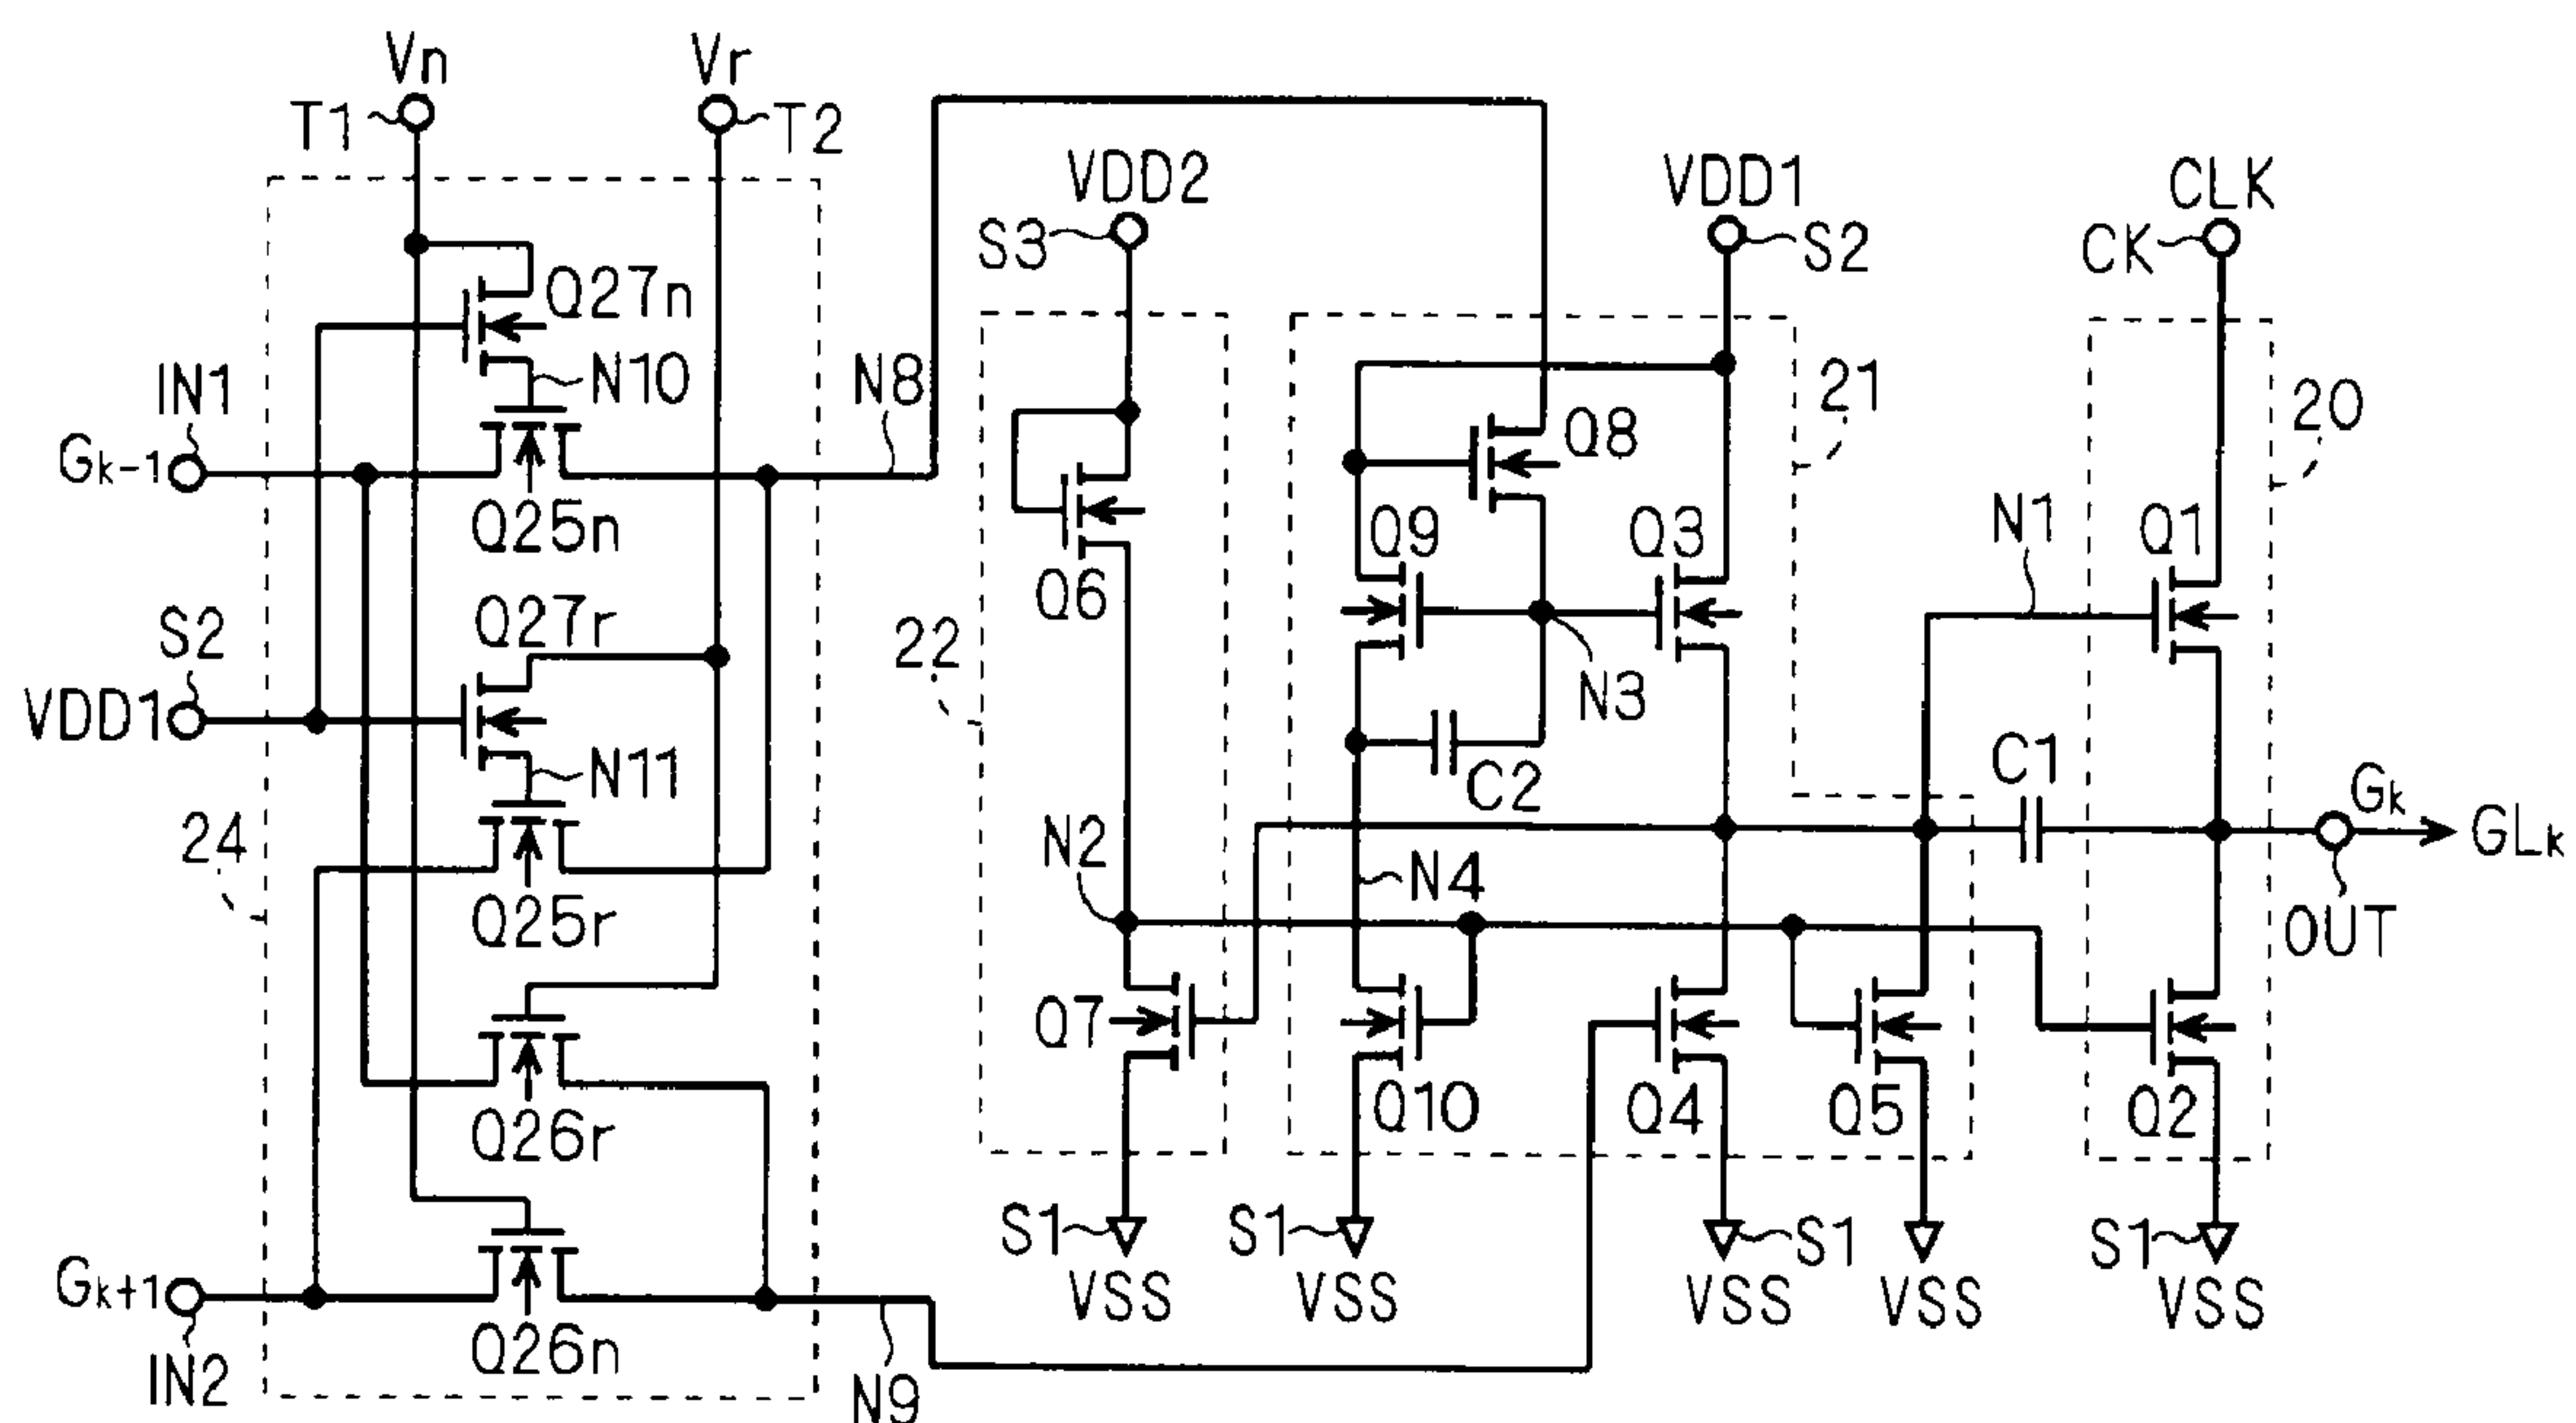 Vn
Vr
T1
T2
VDD2
VDD1
CLK
S3
S2
CK
Q27n
N10
IN1
N8
Q8
21
20
Gk-1
Q25n
Q9
Q3
N1
Q1
Q6
S2
Q27r
22
N3
VDD1
N11
C2
C1
Gk
GLk
24
N2
N4
OUT
Q25r
Q7
Q10
Q4
Q5
Q2
Q26r
S1
S1
S1
S1
Gk+1
VSS
VSS
VSS
VSS
VSS
IN2
Q26n
N9